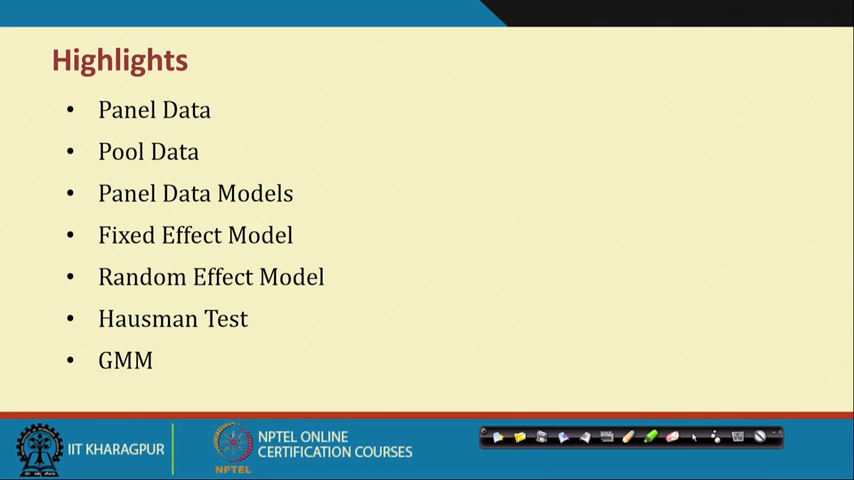 Highlights
• Panel Data
• Pool Data
• Panel Data Models
• Fixed Effect Model
• Random Effect Model
• Hausman Test
• GMM
IIT KHARAGPUR
NPTEL
NPTEL ONLINE
CERTIFICATION COURSES